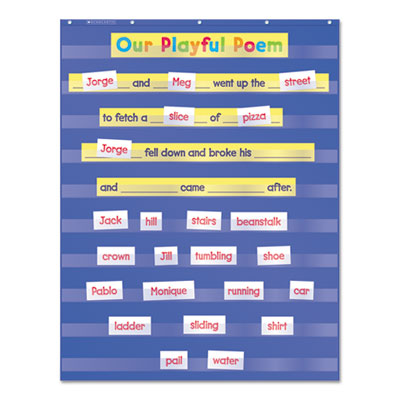 SCHOLASTIC
Our Playful Poem
Jorge and Meg went up the street
to fetch a slice of pizza
Jorge fell down and broke his
and came after.
Jack hill stairs beanstalk
crown Jill tumbling shoe
Pablo Monique running car
ladder sliding shirt
pail water